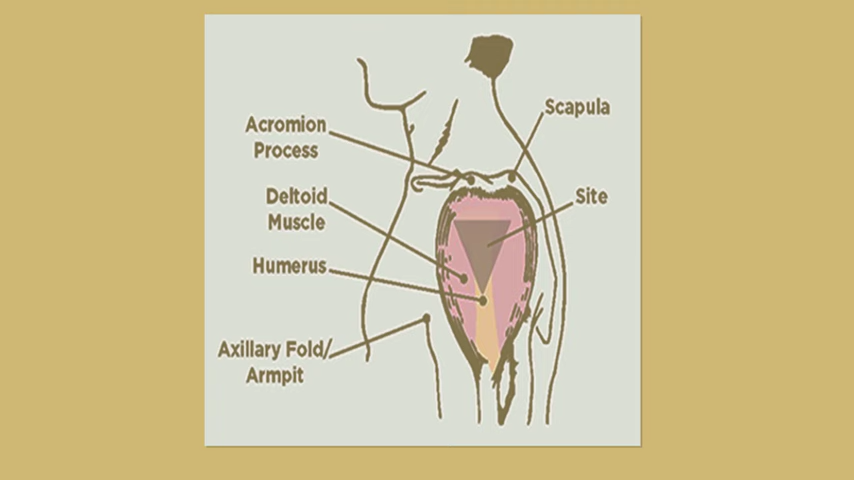 Scapula
Acromion
Process
Deltoid
Muscle
Site
Humerus
Axillary Fold/
Armpit